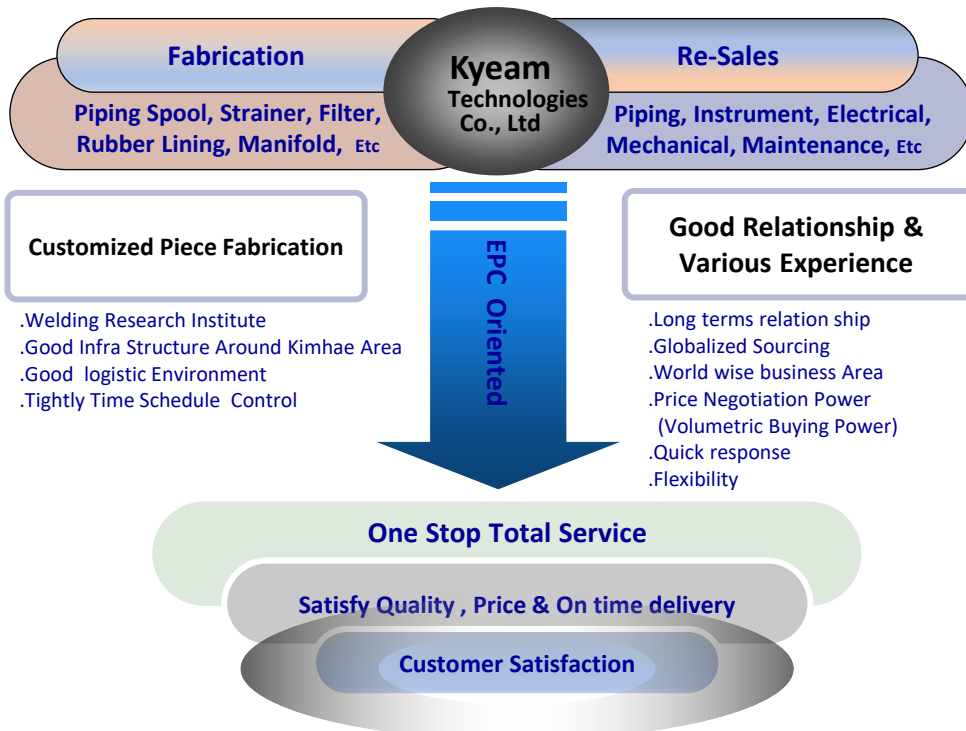 Fabrication
Piping Spool, Strainer, Filter,
Rubber Lining, Manifold, Etc
Kyeam
Technologies
Co., Ltd
Re-Sales
Piping, Instrument, Electrical,
Mechanical, Maintenance, Etc
Customized Piece Fabrication
.Welding Research Institute
.Good Infra Structure Around Kimhae Area
.Good logistic Environment
.Tightly Time Schedule Control
EPC Oriented
Good Relationship &
Various Experience
.Long terms relation ship
.Globalized Sourcing
.World wise business Area
.Price Negotiation Power
(Volumetric Buying Power)
.Quick response
.Flexibility
One Stop Total Service
Satisfy Quality , Price & On time delivery
Customer Satisfaction